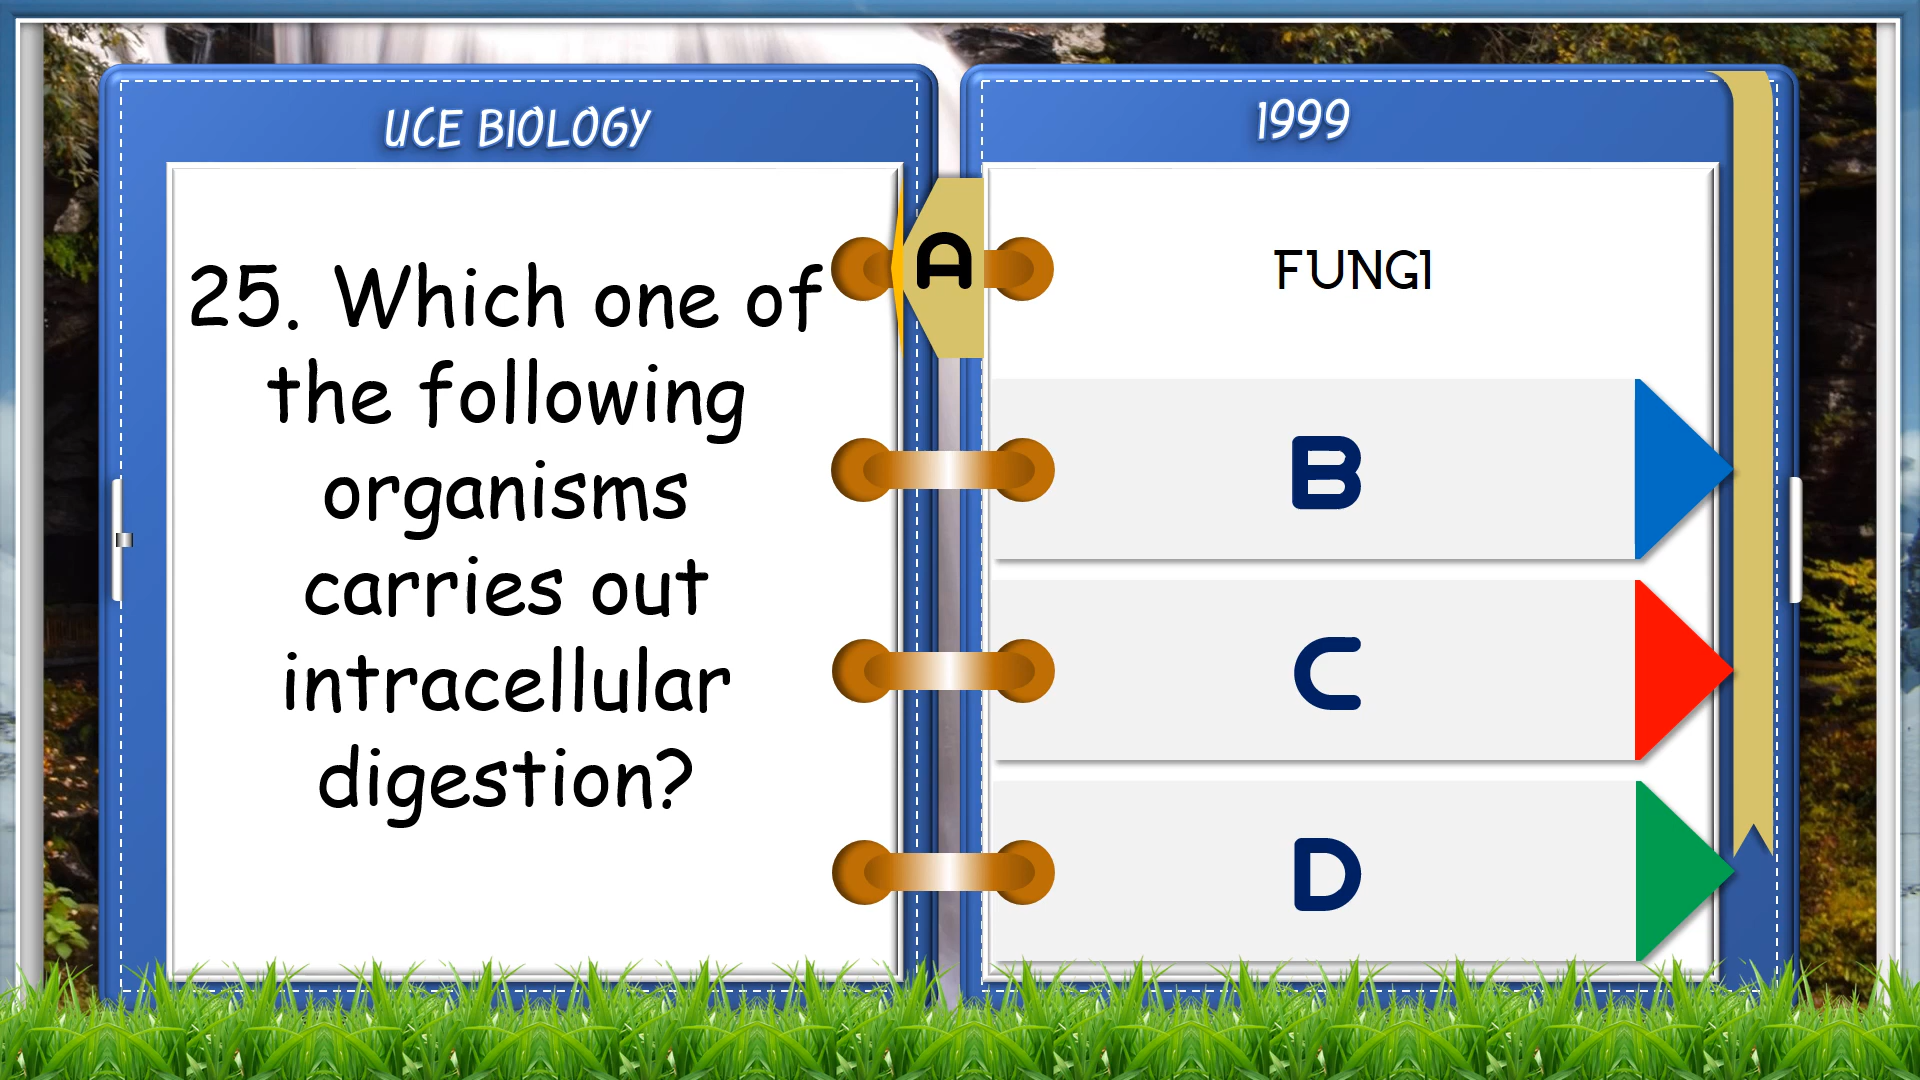 UCE BIOLOGY
25. Which one of
the following
organisms
carries out
intracellular
digestion?
1999
A
FUNGI
B
C
D